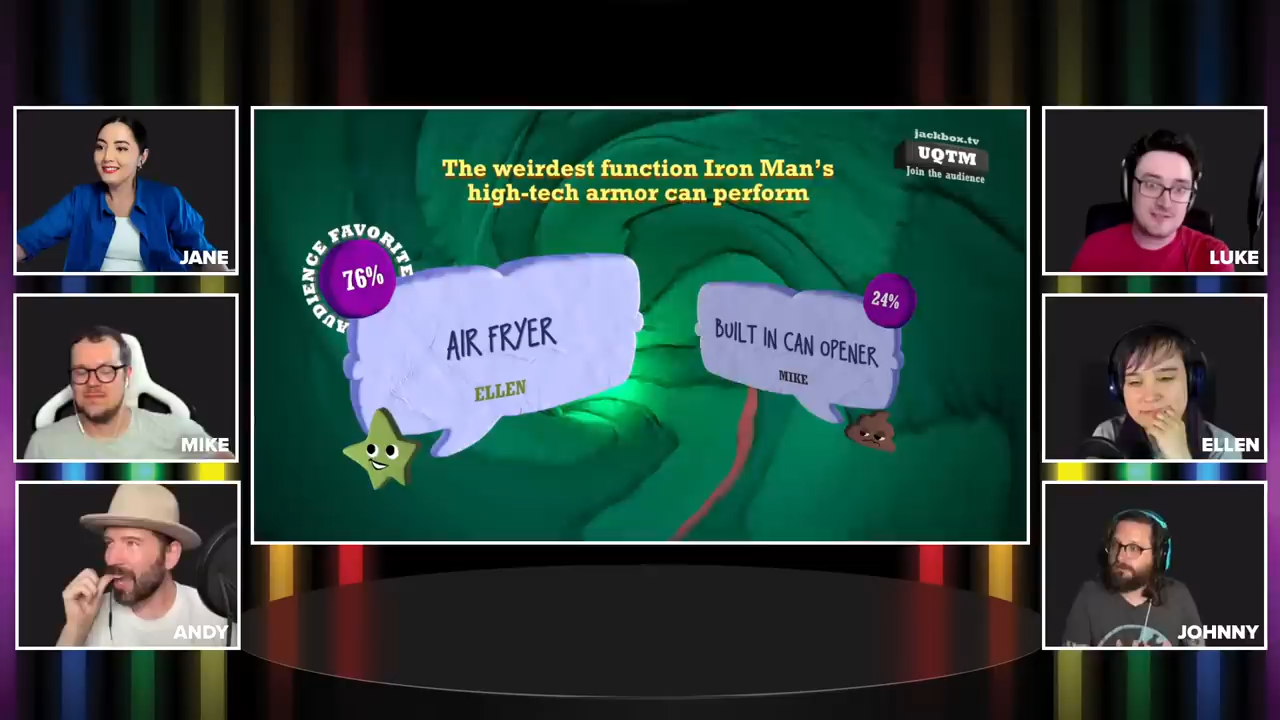 jackbox.tv
UQTM
Join the audience
The weirdest function Iron Man's
high-tech armor can perform
AUDIENCE FAVORITE
76%
AIR FRYER
ELLEN
24%
BUILT IN CAN OPENER
MIKE
JANE
MIKE
ANDY
LUKE
ELLEN
JOHNNY